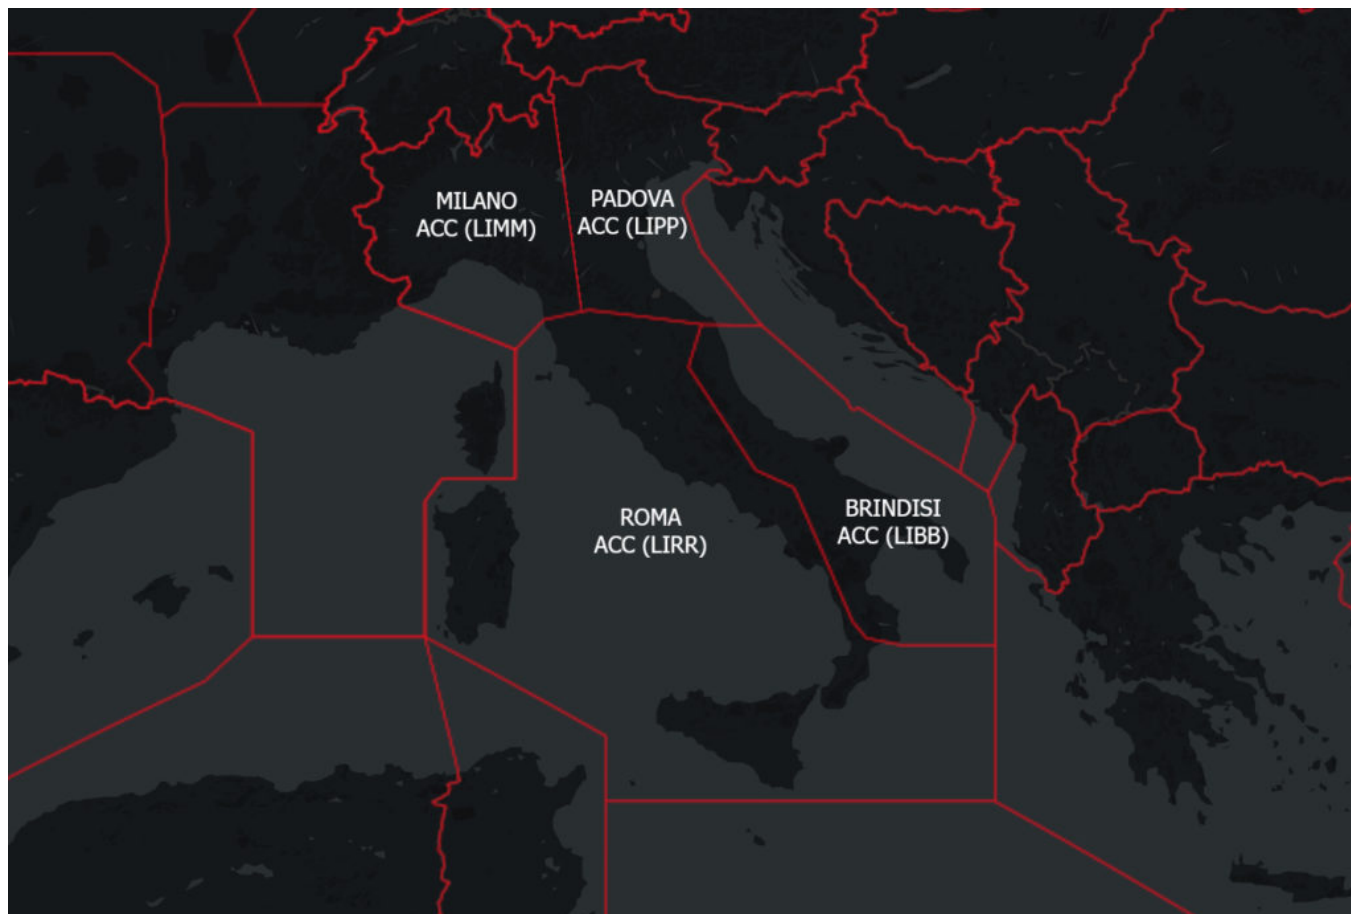 MILANO
ACC (LIMM)
PADOVA
ACC (LIPP)
ROMA
ACC (LIRR)
BRINDISI
ACC (LIBB)